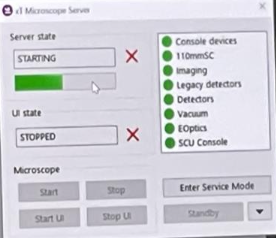 xT Microscope Server
Server state
STARTING
UI state
STOPPED
Microscope
Start
Stop
Start UI
Stop UI
Console devices
110mmSC
Imaging
Legacy detectors
Detectors
Vacuum
EOptics
SCU Console
Enter Service Mode
Standby